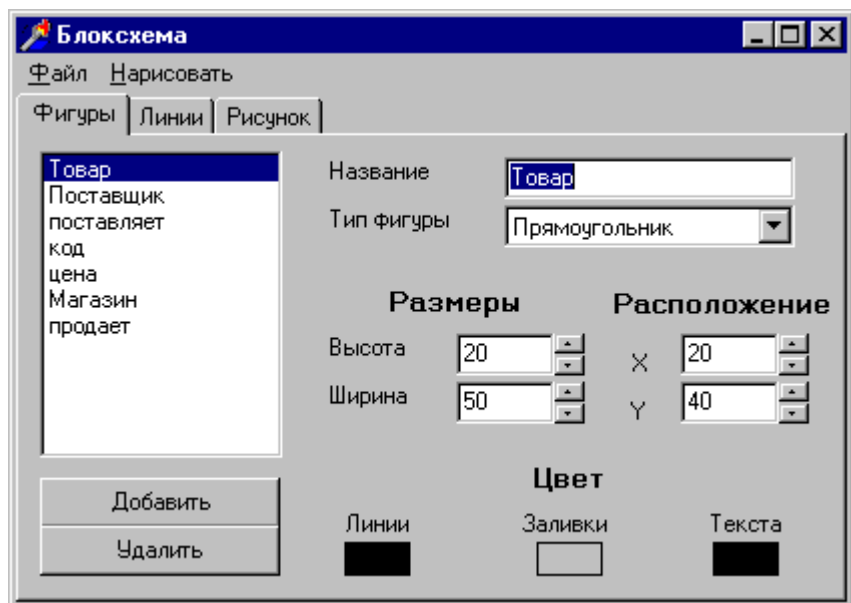 Блоксхема
Файл Нарисовать
Фигуры Линии Рисунок
Товар
Поставщик
поставляет
код
цена
Магазин
продает
Добавить
Удалить
Название Товар
Тип фигуры Прямоугольник
Размеры Расположение
Высота 20 X 20
Ширина 50 Y 40
Цвет
Линии Заливки Текста